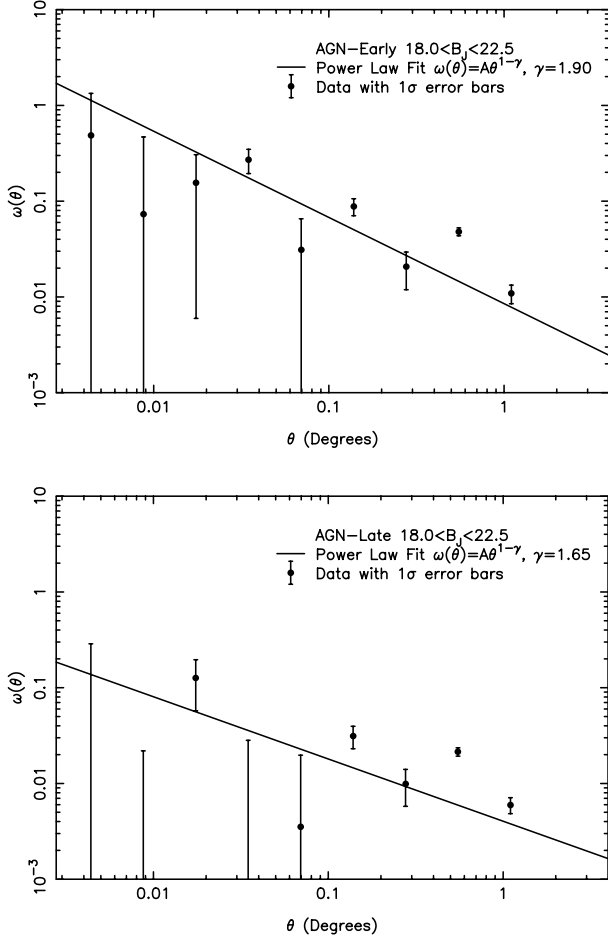 10
1
0.1
0.01
10⁻³
ω(θ)
AGN−Early 18.0<B_J<22.5
Power Law Fit ω(θ)=Aθ^{1−γ}, γ=1.90
Data with 1σ error bars
0.01 0.1 1
θ (Degrees)
10
1
0.1
0.01
10⁻³
ω(θ)
AGN−Late 18.0<B_J<22.5
Power Law Fit ω(θ)=Aθ^{1−γ}, γ=1.65
Data with 1σ error bars
0.01 0.1 1
θ (Degrees)